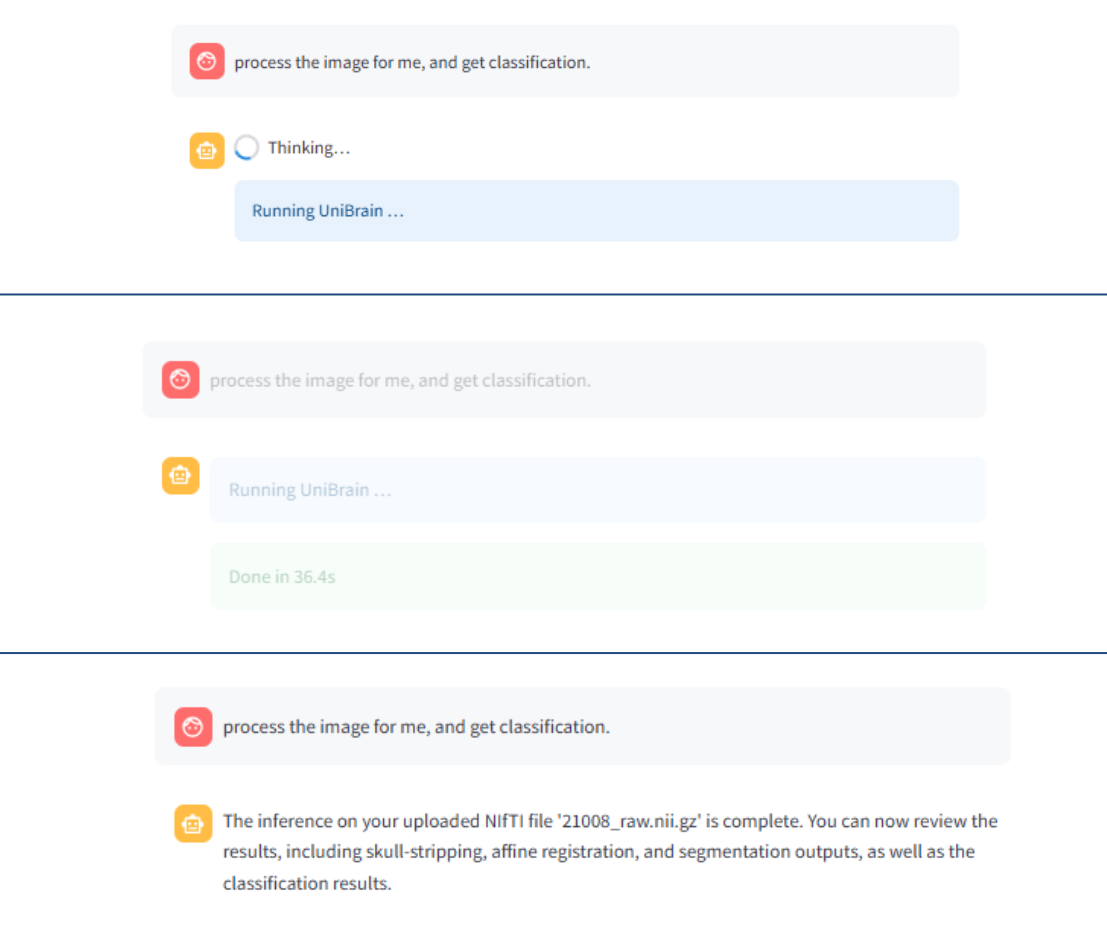 process the image for me, and get classification.
Thinking...
Running UniBrain ...
process the image for me, and get classification.
Running UniBrain ...
Done in 36.4s
process the image for me, and get classification.
The inference on your uploaded NIfTI file '21008_raw.nii.gz' is complete. You can now review the
results, including skull-stripping, affine registration, and segmentation outputs, as well as the
classification results.